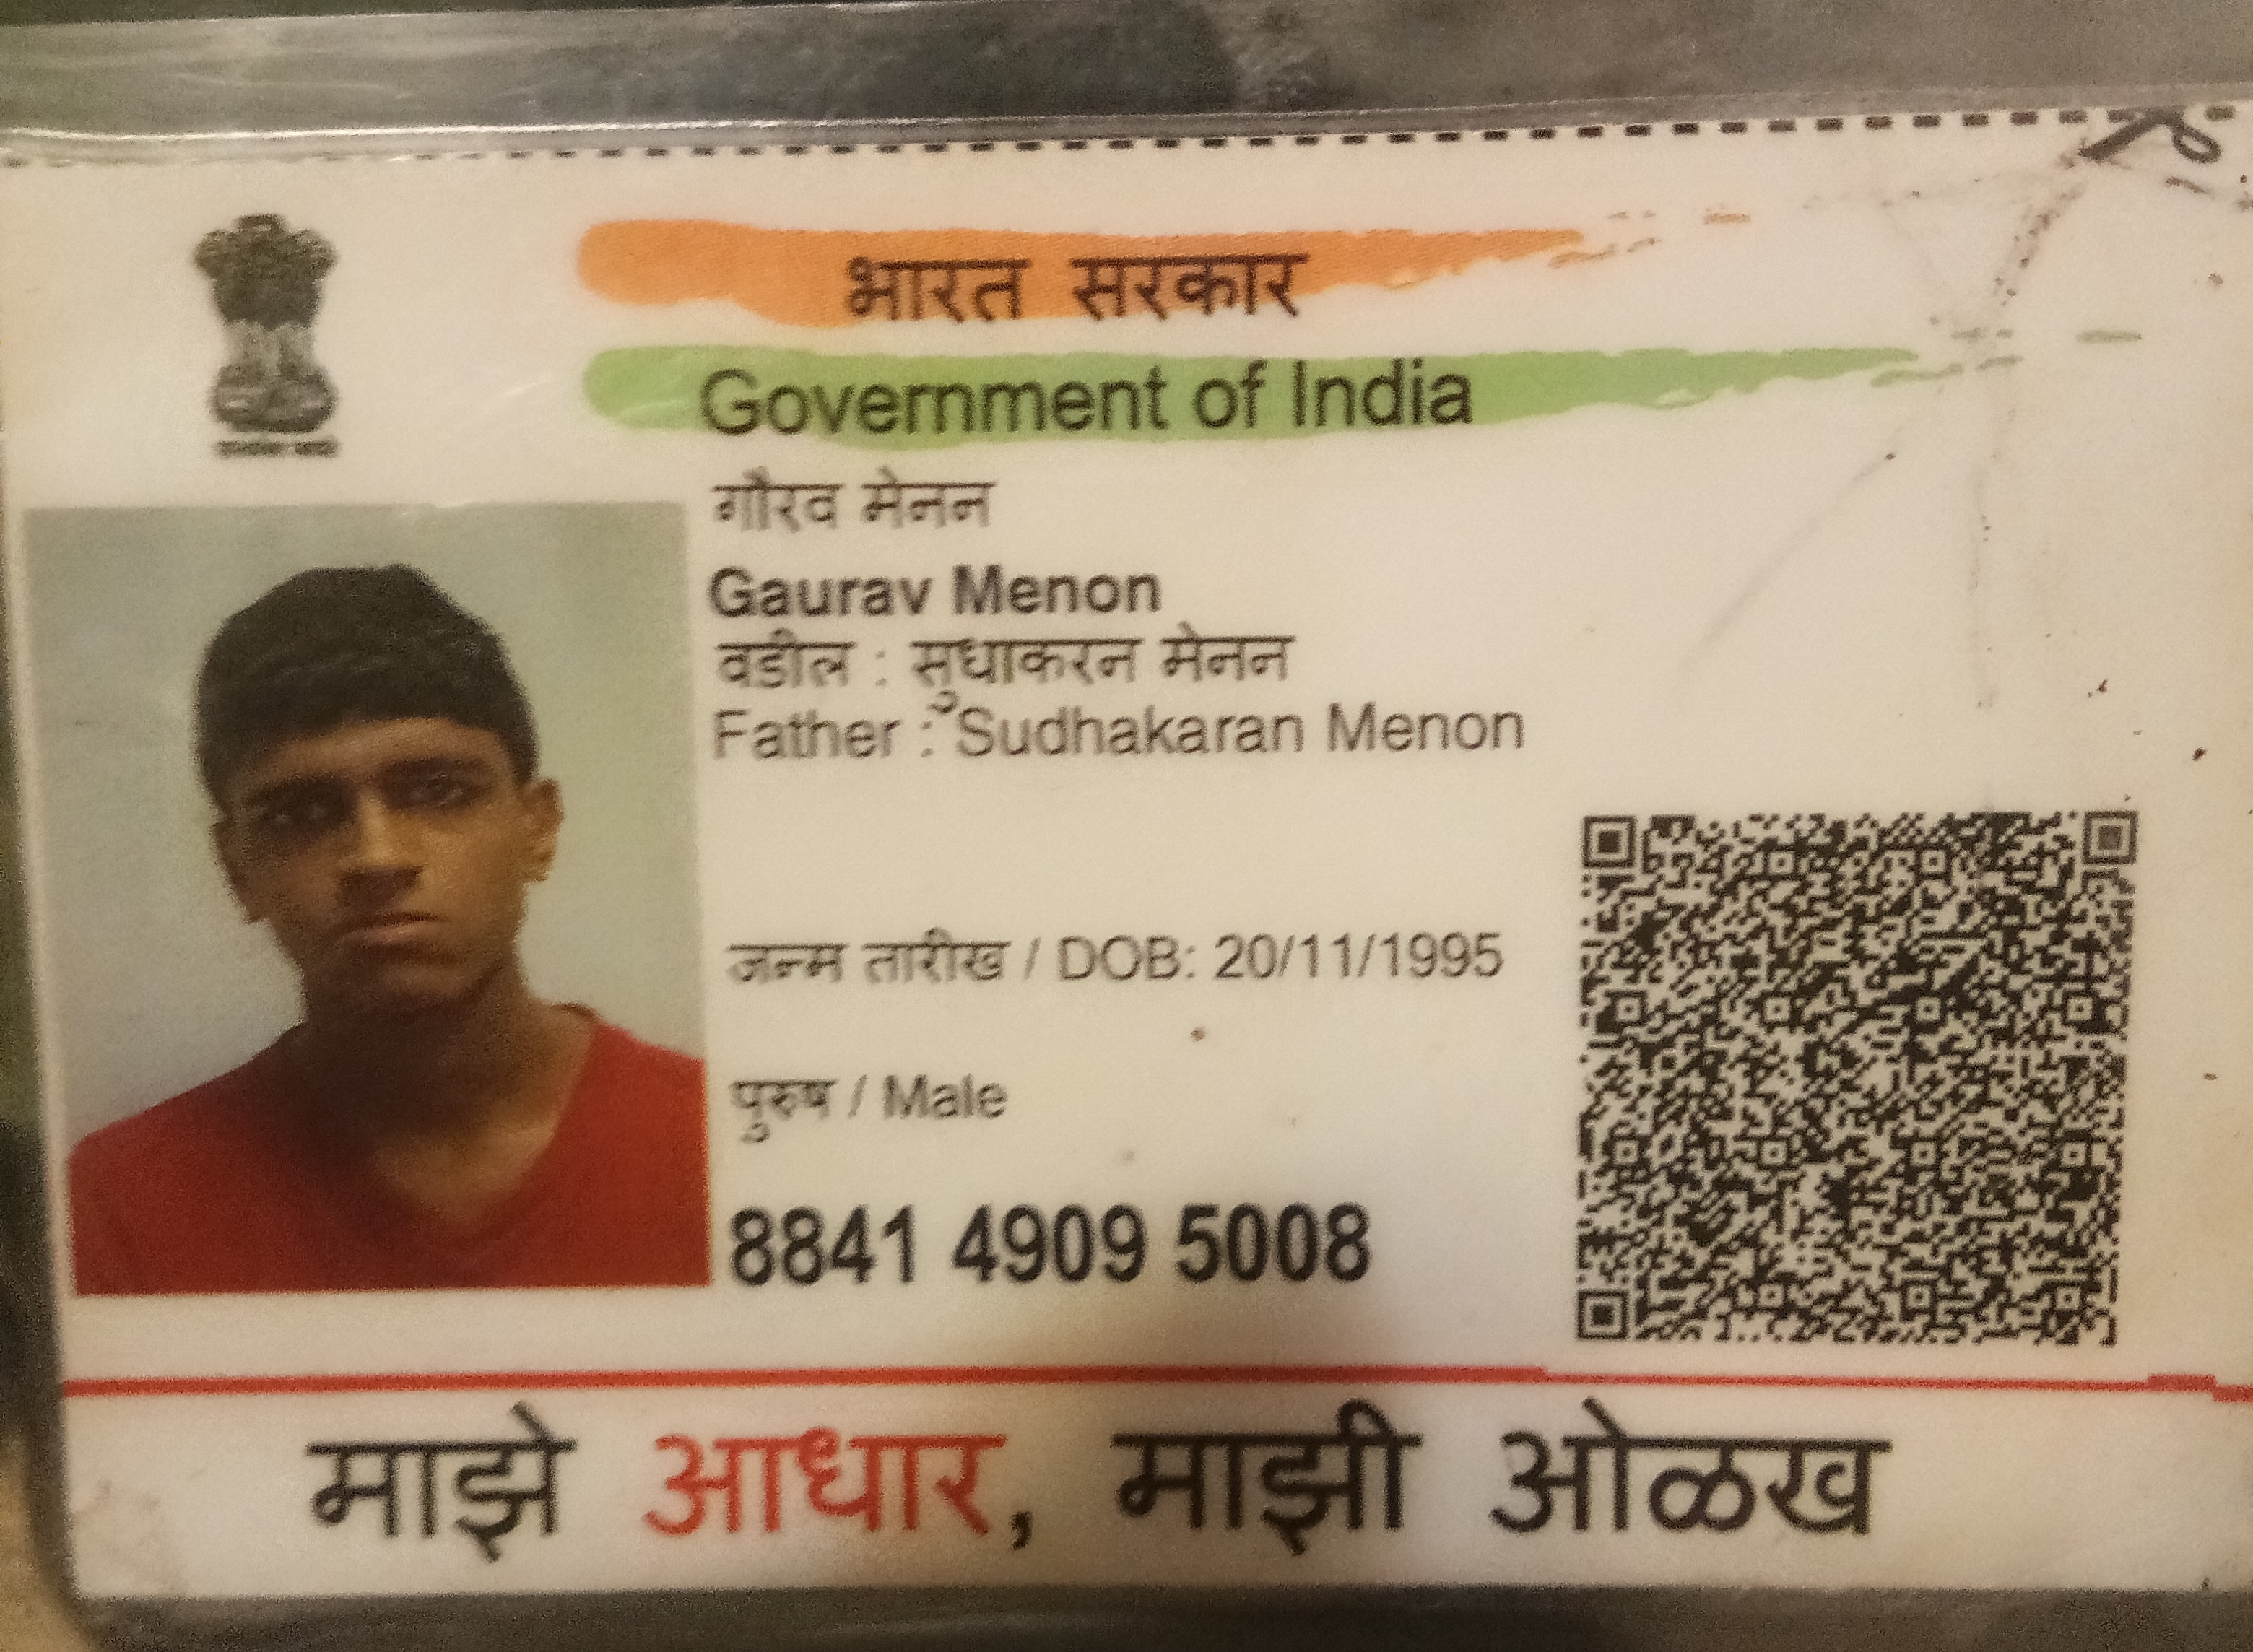 भारत सरकार
Government of India
गौरव मेनन
Gaurav Menon
वडील : सुधाकरन मेनन
Father : Sudhakaran Menon
जन्म तारीख / DOB: 20/11/1995
पुरुष / Male
8841 4909 5008
माझे आधार, माझी ओळख